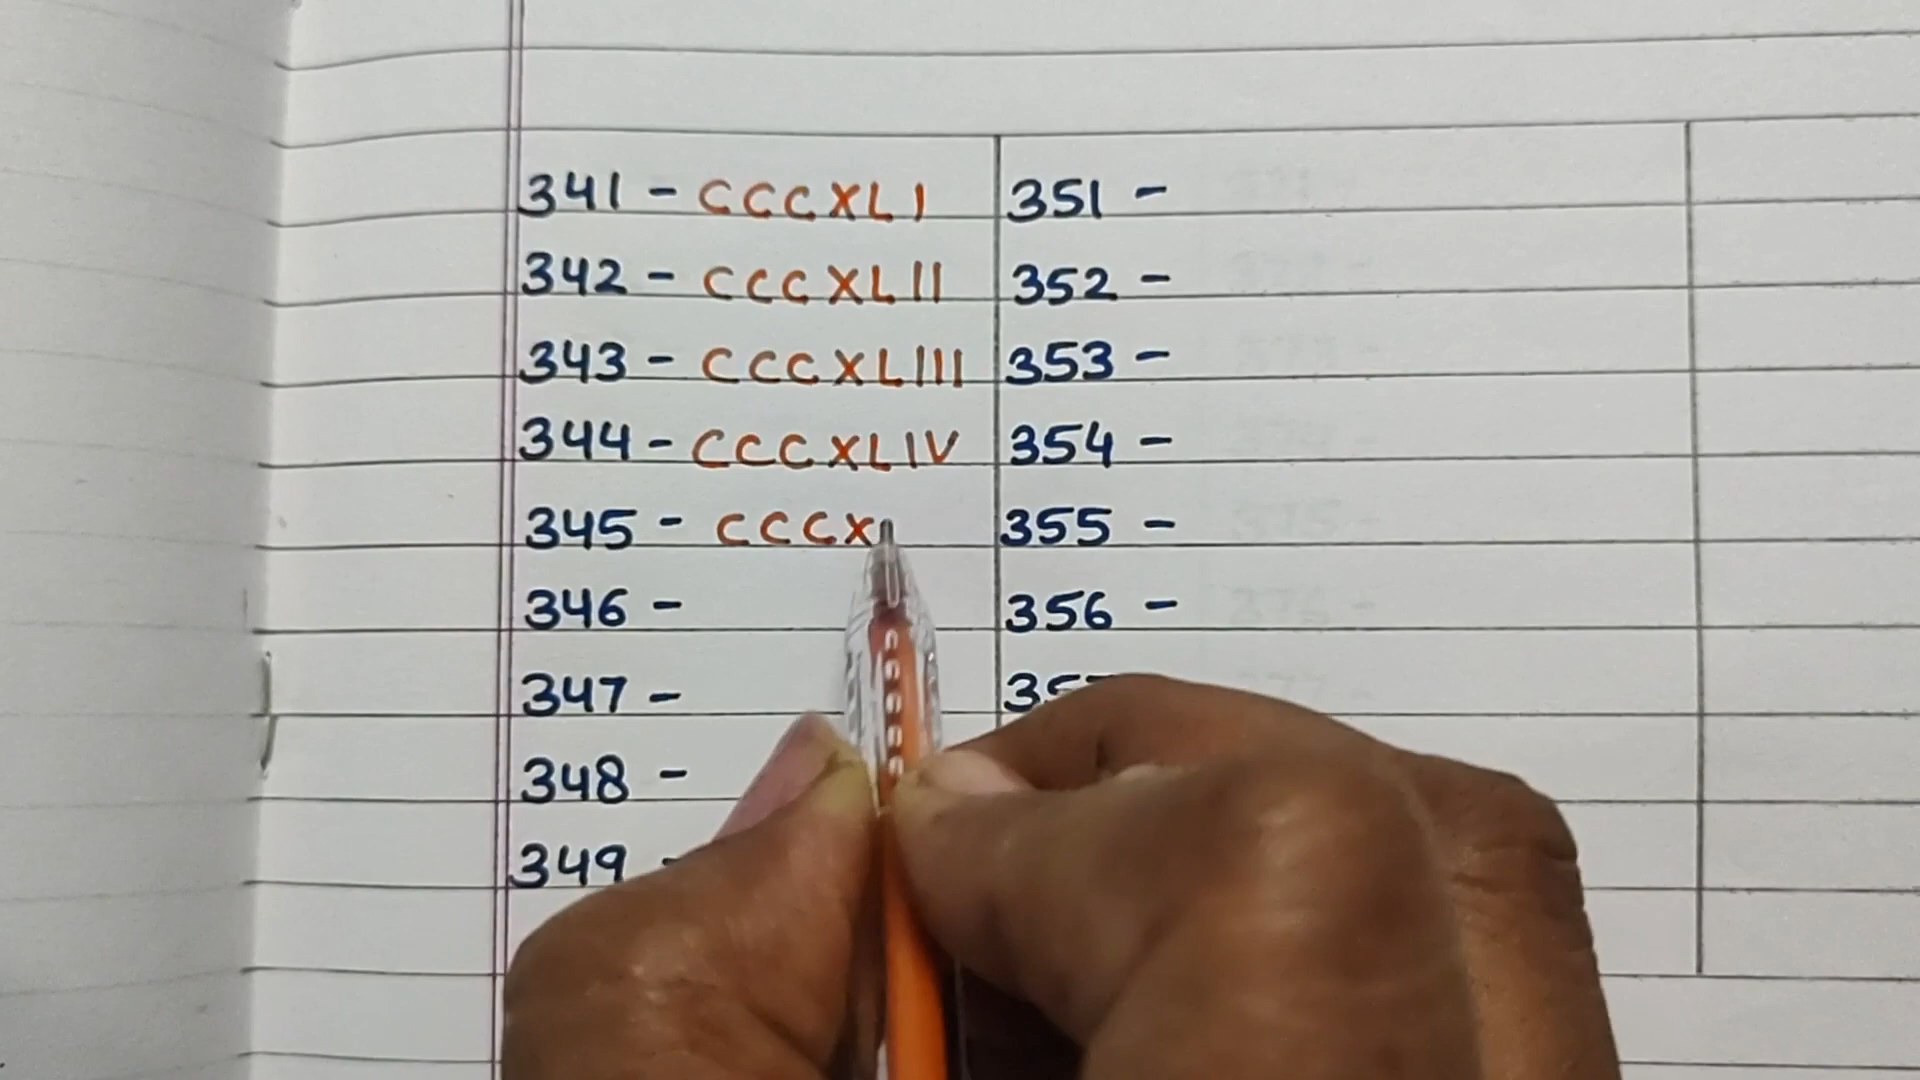 341 - CCCXLI
342 - CCCXLII
343 - CCCXLIII
344 - CCCXLIV
345 - CCCX
346 -
347 -
348 -
349 -
351 -
352 -
353 -
354 -
355 -
356 -